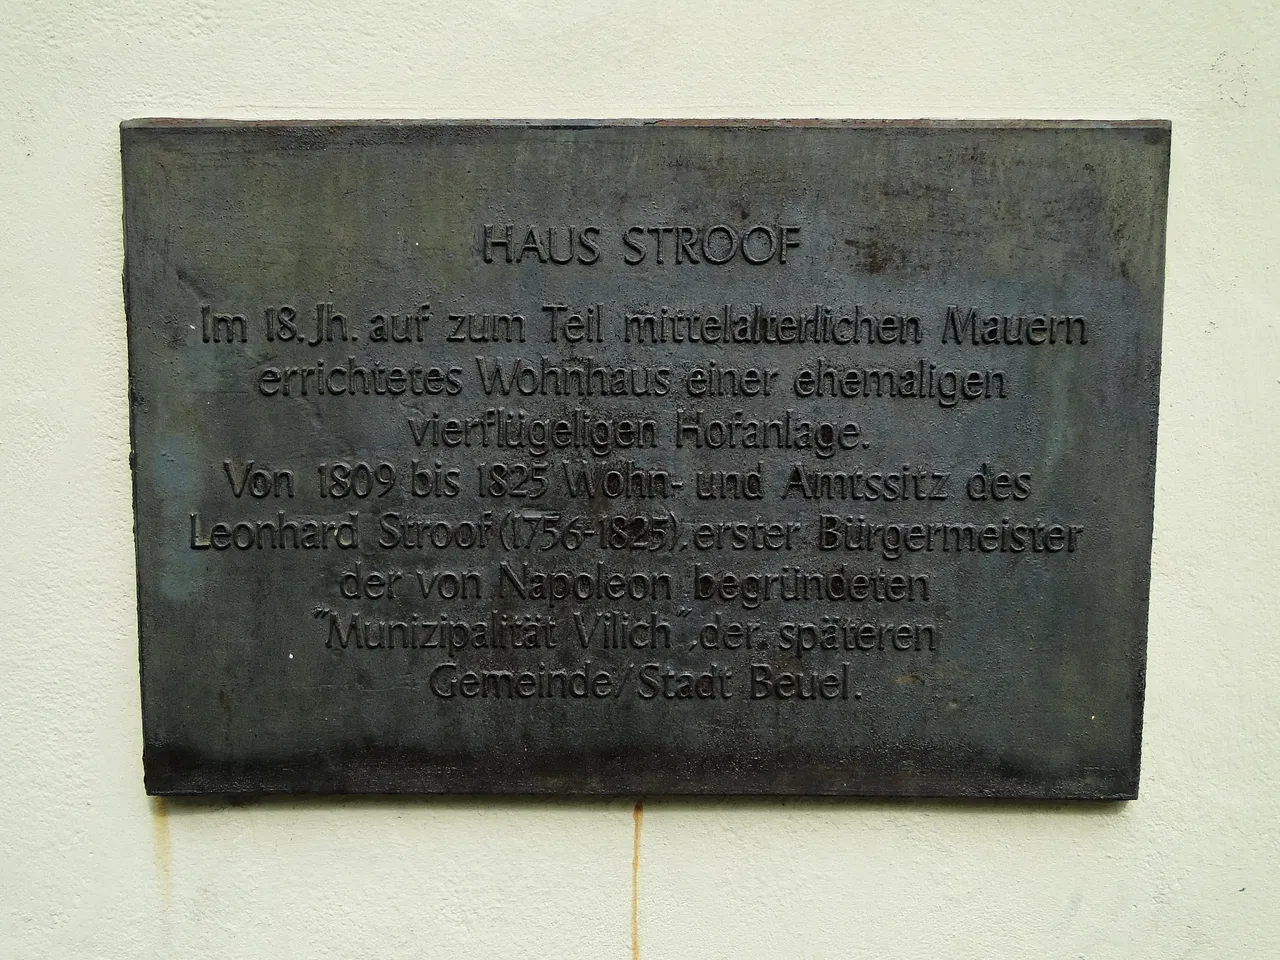 HAUS STROOF
Im 18. Jh. auf zum Teil mittelalterlichen Mauern
errichtetes Wohnhaus einer ehemaligen
vierflügeligen Hofanlage.
Von 1809 bis 1825 Wohn- und Amtssitz des
Leonhard Stroof (1756-1825), erster Bürgermeister
der von Napoleon begründeten
"Munizipalität Vilich", der späteren
Gemeinde/Stadt Beuel.